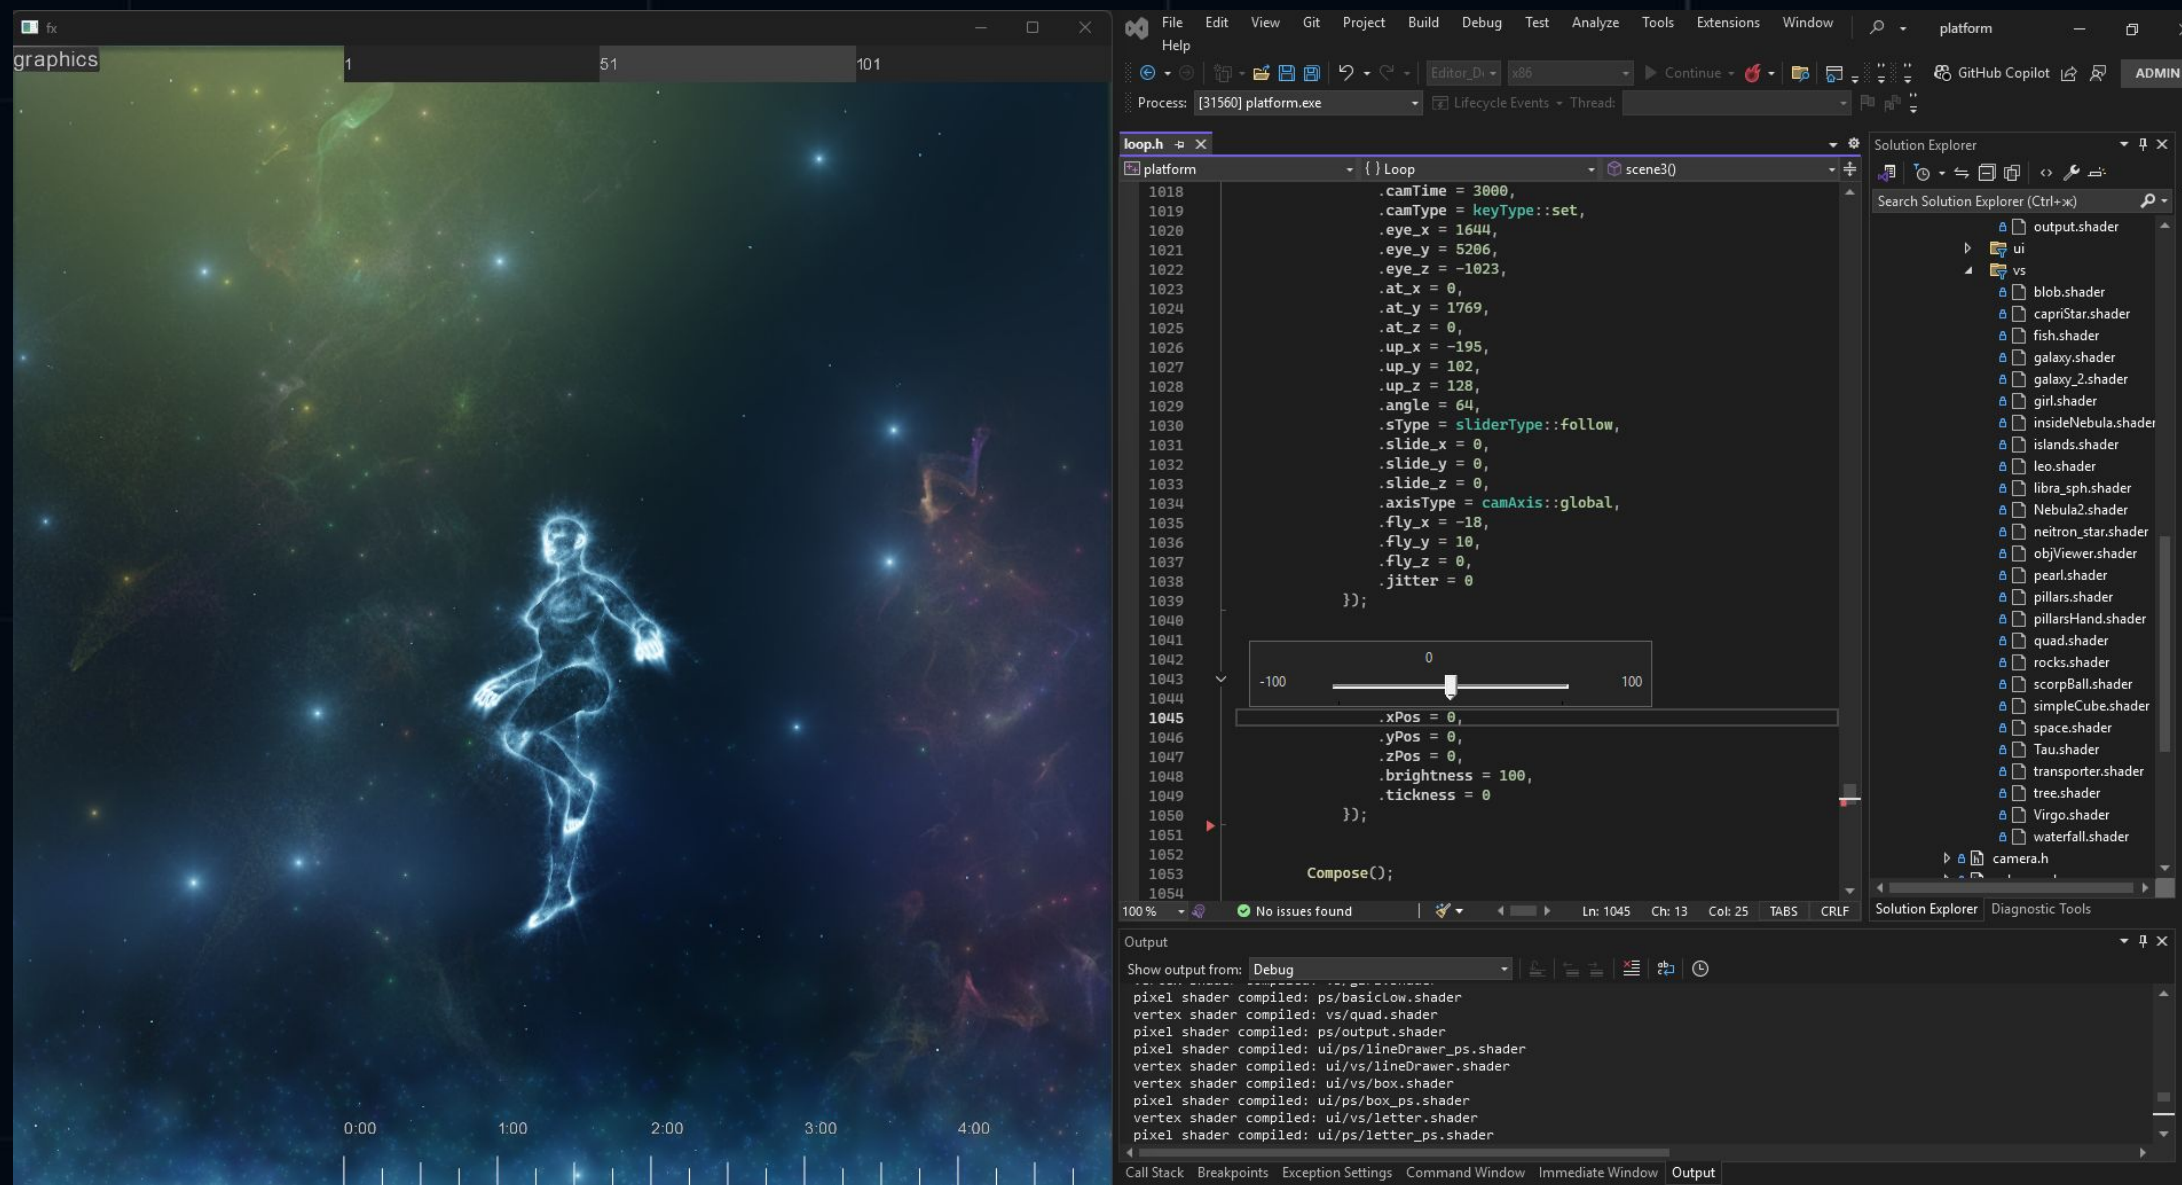 fx
graphics
1
51
101
0:00
1:00
2:00
3:00
4:00
File Edit View Git Project Build Debug Test Analyze Tools Extensions Window
Help
platform
Editor_D
x86
Continue
GitHub Copilot
ADMIN
Process: [31560] platform.exe
Lifecycle Events
Thread:
loop.h
platform
{ } Loop
scene3()
1018 .camTime = 3000,
1019 .camType = keyType::set,
1020 .eye_x = 1644,
1021 .eye_y = 5206,
1022 .eye_z = -1023,
1023 .at_x = 0,
1024 .at_y = 1769,
1025 .at_z = 0,
1026 .up_x = -195,
1027 .up_y = 102,
1028 .up_z = 128,
1029 .angle = 64,
1030 .sType = sliderType::follow,
1031 .slide_x = 0,
1032 .slide_y = 0,
1033 .slide_z = 0,
1034 .axisType = camAxis::global,
1035 .fly_x = -18,
1036 .fly_y = 10,
1037 .fly_z = 0,
1038 .jitter = 0
1039 });
1040
1041
1042
1043
1044
0
-100
100
1045 .xPos = 0,
1046 .yPos = 0,
1047 .zPos = 0,
1048 .brightness = 100,
1049 .tickness = 0
1050 });
1051
1052
1053 Compose();
1054
100 %
No issues found
Ln: 1045 Ch: 13 Col: 25 TABS CRLF
Solution Explorer
Search Solution Explorer (Ctrl+ж)
output.shader
ui
vs
blob.shader
capriStar.shader
fish.shader
galaxy.shader
galaxy_2.shader
girl.shader
insideNebula.shader
islands.shader
leo.shader
libra_sph.shader
Nebula2.shader
neitron_star.shader
objViewer.shader
pearl.shader
pillars.shader
pillarsHand.shader
quad.shader
rocks.shader
scorpBall.shader
simpleCube.shader
space.shader
Tau.shader
transporter.shader
tree.shader
Virgo.shader
waterfall.shader
camera.h
Solution Explorer Diagnostic Tools
Output
Show output from: Debug
pixel shader compiled: ps/basicLow.shader
vertex shader compiled: vs/quad.shader
pixel shader compiled: ps/output.shader
pixel shader compiled: ui/ps/lineDrawer_ps.shader
vertex shader compiled: ui/vs/lineDrawer.shader
vertex shader compiled: ui/vs/box.shader
pixel shader compiled: ui/ps/box_ps.shader
vertex shader compiled: ui/vs/letter.shader
pixel shader compiled: ui/ps/letter_ps.shader
Call Stack Breakpoints Exception Settings Command Window Immediate Window Output